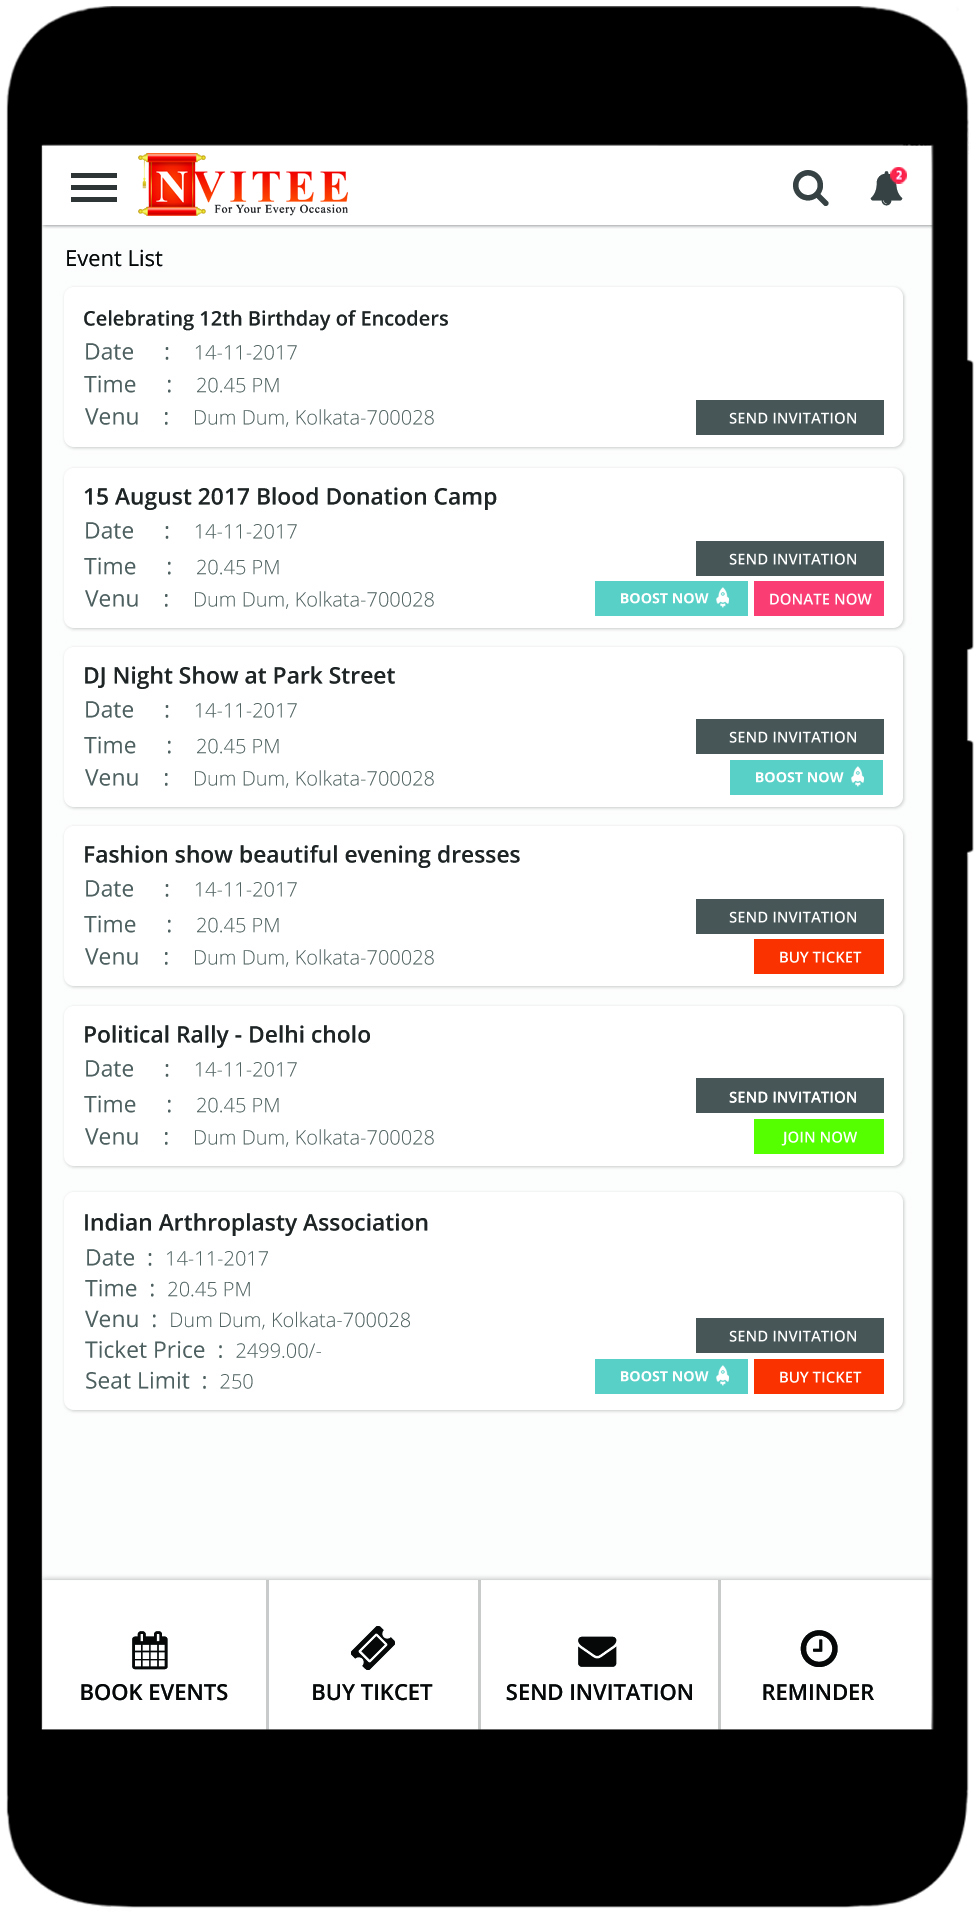 NVITEE
For Your Every Occasion
2
Event List
Celebrating 12th Birthday of Encoders
Date : 14-11-2017
Time : 20.45 PM
Venu : Dum Dum, Kolkata-700028
SEND INVITATION
15 August 2017 Blood Donation Camp
Date : 14-11-2017
Time : 20.45 PM
Venu : Dum Dum, Kolkata-700028
SEND INVITATION
BOOST NOW DONATE NOW
DJ Night Show at Park Street
Date : 14-11-2017
Time : 20.45 PM
Venu : Dum Dum, Kolkata-700028
SEND INVITATION
BOOST NOW
Fashion show beautiful evening dresses
Date : 14-11-2017
Time : 20.45 PM
Venu : Dum Dum, Kolkata-700028
SEND INVITATION
BUY TICKET
Political Rally - Delhi cholo
Date : 14-11-2017
Time : 20.45 PM
Venu : Dum Dum, Kolkata-700028
SEND INVITATION
JOIN NOW
Indian Arthroplasty Association
Date : 14-11-2017
Time : 20.45 PM
Venu : Dum Dum, Kolkata-700028
Ticket Price : 2499.00/-
Seat Limit : 250
SEND INVITATION
BOOST NOW BUY TICKET
BOOK EVENTS BUY TIKCET SEND INVITATION REMINDER